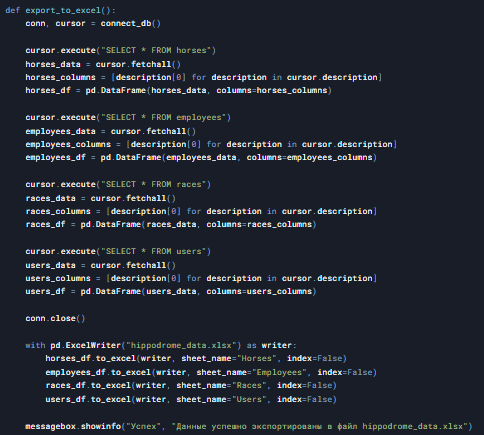 def export_to_excel():
    conn, cursor = connect_db()
    cursor.execute("SELECT * FROM horses")
    horses_data = cursor.fetchall()
    horses_columns = [description[0] for description in cursor.description]
    horses_df = pd.DataFrame(horses_data, columns=horses_columns)
    cursor.execute("SELECT * FROM employees")
    employees_data = cursor.fetchall()
    employees_columns = [description[0] for description in cursor.description]
    employees_df = pd.DataFrame(employees_data, columns=employees_columns)
    cursor.execute("SELECT * FROM races")
    races_data = cursor.fetchall()
    races_columns = [description[0] for description in cursor.description]
    races_df = pd.DataFrame(races_data, columns=races_columns)
    cursor.execute("SELECT * FROM users")
    users_data = cursor.fetchall()
    users_columns = [description[0] for description in cursor.description]
    users_df = pd.DataFrame(users_data, columns=users_columns)
    conn.close()
    with pd.ExcelWriter("hippodrome_data.xlsx") as writer:
        horses_df.to_excel(writer, sheet_name="Horses", index=False)
        employees_df.to_excel(writer, sheet_name="Employees", index=False)
        races_df.to_excel(writer, sheet_name="Races", index=False)
        users_df.to_excel(writer, sheet_name="Users", index=False)
    messagebox.showinfo("Успех", "Данные успешно экспортированы в файл hippodrome_data.xlsx")